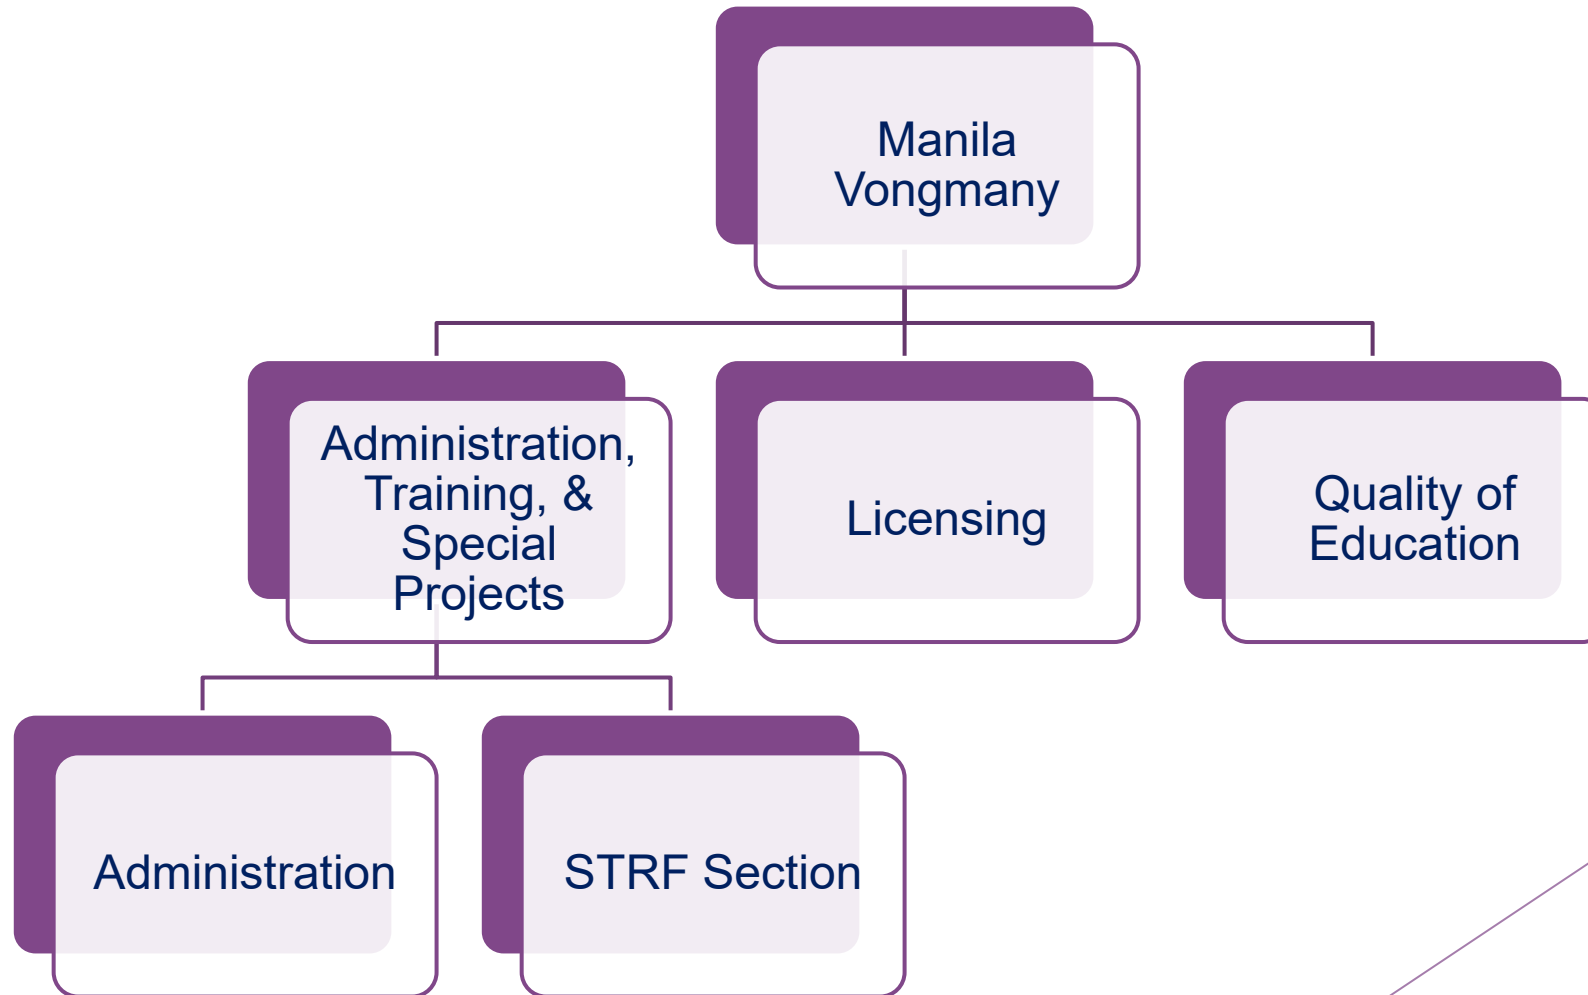 Manila
Vongmany
Administration,
Training, &
Special
Projects
Licensing
Quality of
Education
Administration
STRF Section